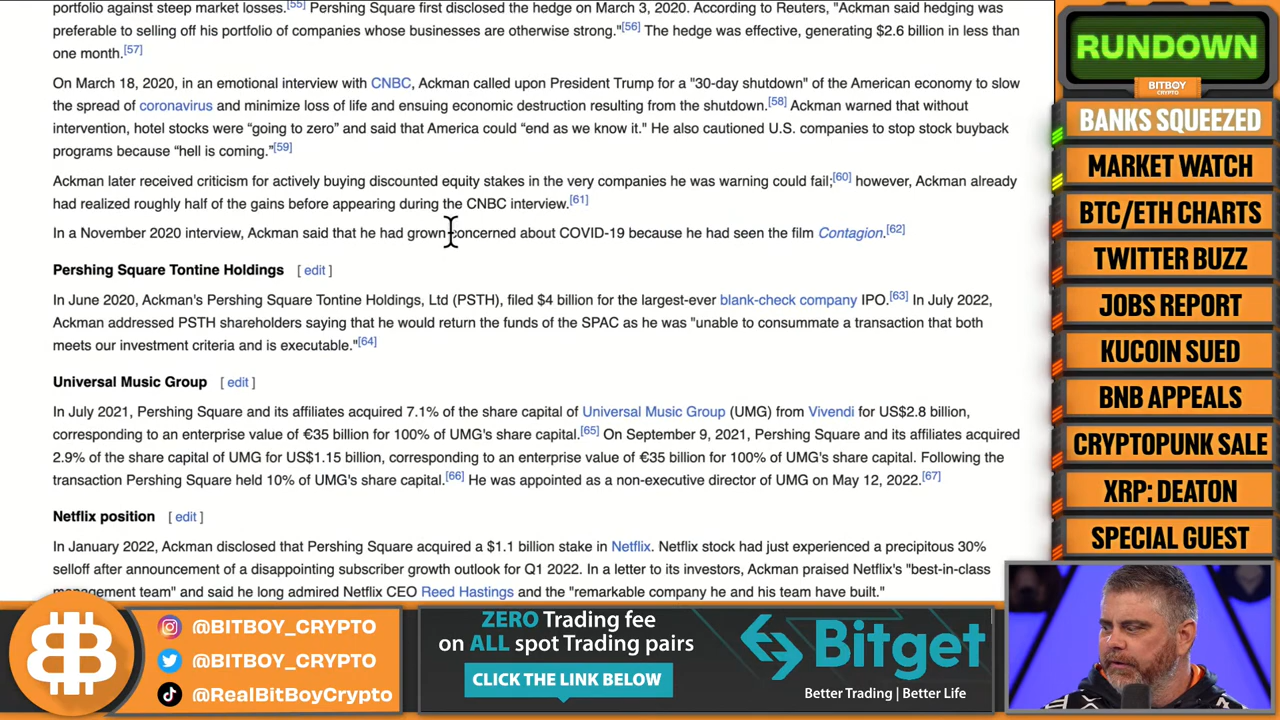 portfolio against steep market losses.[55] Pershing Square first disclosed the hedge on March 3, 2020. According to Reuters, "Ackman said hedging was
preferable to selling off his portfolio of companies whose businesses are otherwise strong."[56] The hedge was effective, generating $2.6 billion in less than
one month.[57]
On March 18, 2020, in an emotional interview with CNBC, Ackman called upon President Trump for a "30-day shutdown" of the American economy to slow
the spread of coronavirus and minimize loss of life and ensuing economic destruction resulting from the shutdown.[58] Ackman warned that without
intervention, hotel stocks were “going to zero” and said that America could “end as we know it." He also cautioned U.S. companies to stop stock buyback
programs because “hell is coming.”[59]
Ackman later received criticism for actively buying discounted equity stakes in the very companies he was warning could fail;[60] however, Ackman already
had realized roughly half of the gains before appearing during the CNBC interview.[61]
In a November 2020 interview, Ackman said that he had grown concerned about COVID-19 because he had seen the film Contagion.[62]
Pershing Square Tontine Holdings [ edit ]
In June 2020, Ackman's Pershing Square Tontine Holdings, Ltd (PSTH), filed $4 billion for the largest-ever blank-check company IPO.[63] In July 2022,
Ackman addressed PSTH shareholders saying that he would return the funds of the SPAC as he was "unable to consummate a transaction that both
meets our investment criteria and is executable."[64]
Universal Music Group [ edit ]
In July 2021, Pershing Square and its affiliates acquired 7.1% of the share capital of Universal Music Group (UMG) from Vivendi for US$2.8 billion,
corresponding to an enterprise value of €35 billion for 100% of UMG's share capital.[65] On September 9, 2021, Pershing Square and its affiliates acquired
2.9% of the share capital of UMG for US$1.15 billion, corresponding to an enterprise value of €35 billion for 100% of UMG's share capital. Following the
transaction Pershing Square held 10% of UMG's share capital.[66] He was appointed as a non-executive director of UMG on May 12, 2022.[67]
Netflix position [ edit ]
In January 2022, Ackman disclosed that Pershing Square acquired a $1.1 billion stake in Netflix. Netflix stock had just experienced a precipitous 30%
selloff after announcement of a disappointing subscriber growth outlook for Q1 2022. In a letter to its investors, Ackman praised Netflix's "best-in-class
management team" and said he long admired Netflix CEO Reed Hastings and the "remarkable company he and his team have built."
RUNDOWN
BITBOY
CRYPTO
BANKS SQUEEZED
MARKET WATCH
BTC/ETH CHARTS
TWITTER BUZZ
JOBS REPORT
KUCOIN SUED
BNB APPEALS
CRYPTOPUNK SALE
XRP: DEATON
SPECIAL GUEST
@BITBOY_CRYPTO
@BITBOY_CRYPTO
@RealBitBoyCrypto
ZERO Trading fee
on ALL spot Trading pairs
CLICK THE LINK BELOW
Bitget
Better Trading | Better Life